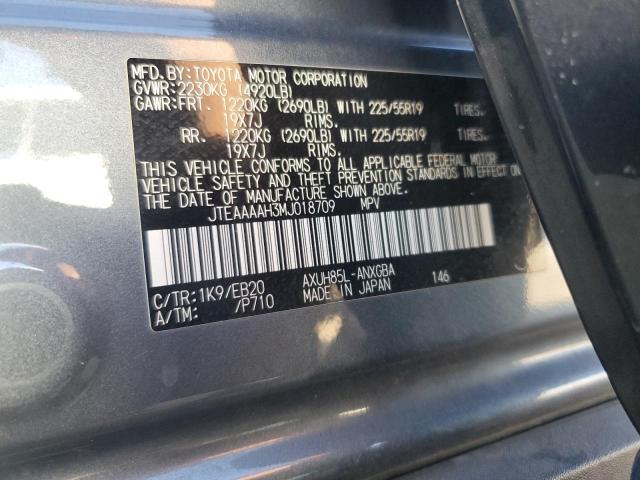 MFD. BY: TOYOTA MOTOR CORPORATION
GVWR: 2230KG (4920LB)
GAWR: FRT. 1220KG (2690LB) WITH 225/55R19 TIRES.
19X7J RIMS.
RR. 1220KG (2690LB) WITH 225/55R19 TIRES.
19X7J RIMS.
THIS VEHICLE CONFORMS TO ALL APPLICABLE FEDERAL MOTOR
VEHICLE SAFETY AND THEFT PREVENTION STANDARDS IN EFFECT ON
THE DATE OF MANUFACTURE SHOWN ABOVE.
JTEAAAAH3MJ018709 MPV
C/TR: 1K9/EB20 AXUH85L-ANXGBA 146
A/TM: /P710 MADE IN JAPAN